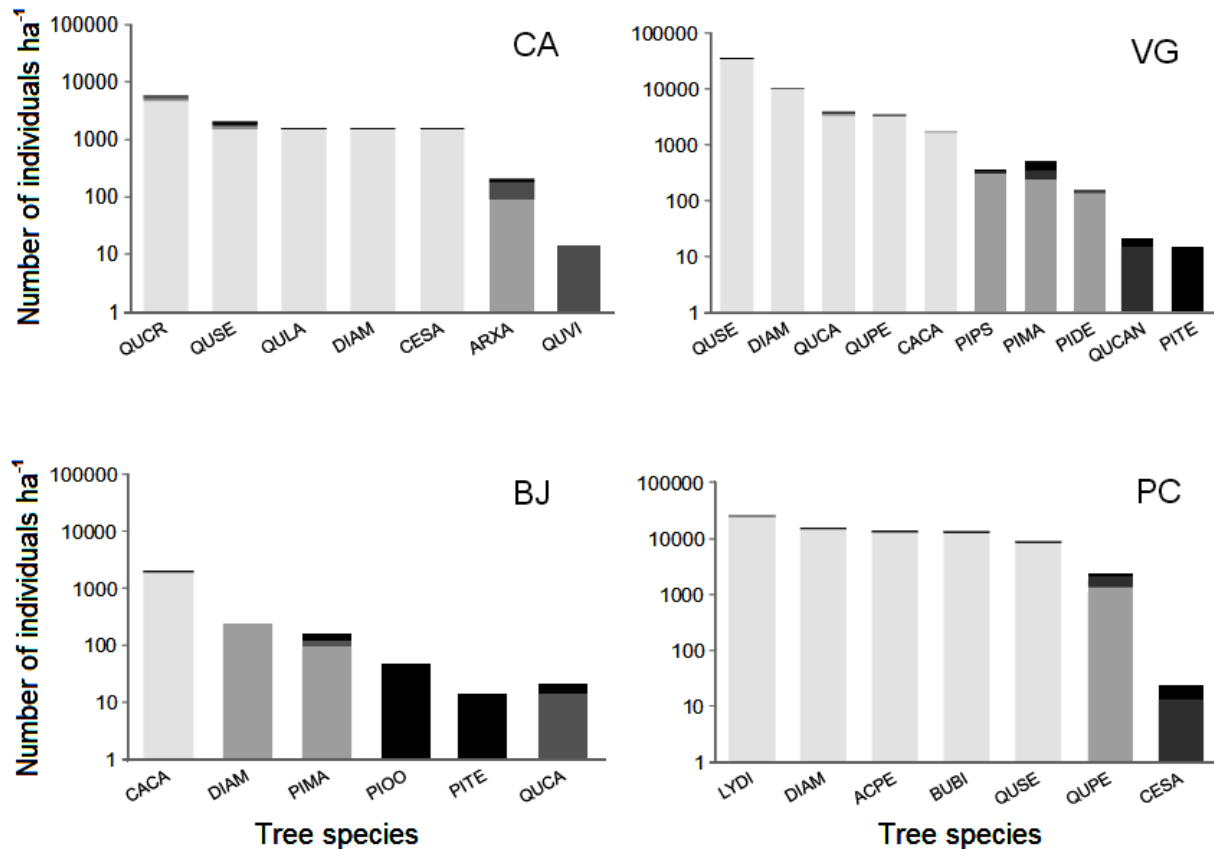 CA
Number of individuals ha⁻¹
100000
10000
1000
100
10
1
QUCR QUSE QULA DIAM CESA ARXA QUVI
VG
100000
10000
1000
100
10
1
QUSE DIAM QUCA QUPE CACA PIPS PIMA PIDE QUCAN PITE
BJ
Number of individuals ha⁻¹
100000
10000
1000
100
10
1
CACA DIAM PIMA PIOO PITE QUCA
Tree species
PC
100000
10000
1000
100
10
1
LYDI DIAM ACPE BUBI QUSE QUPE CESA
Tree species